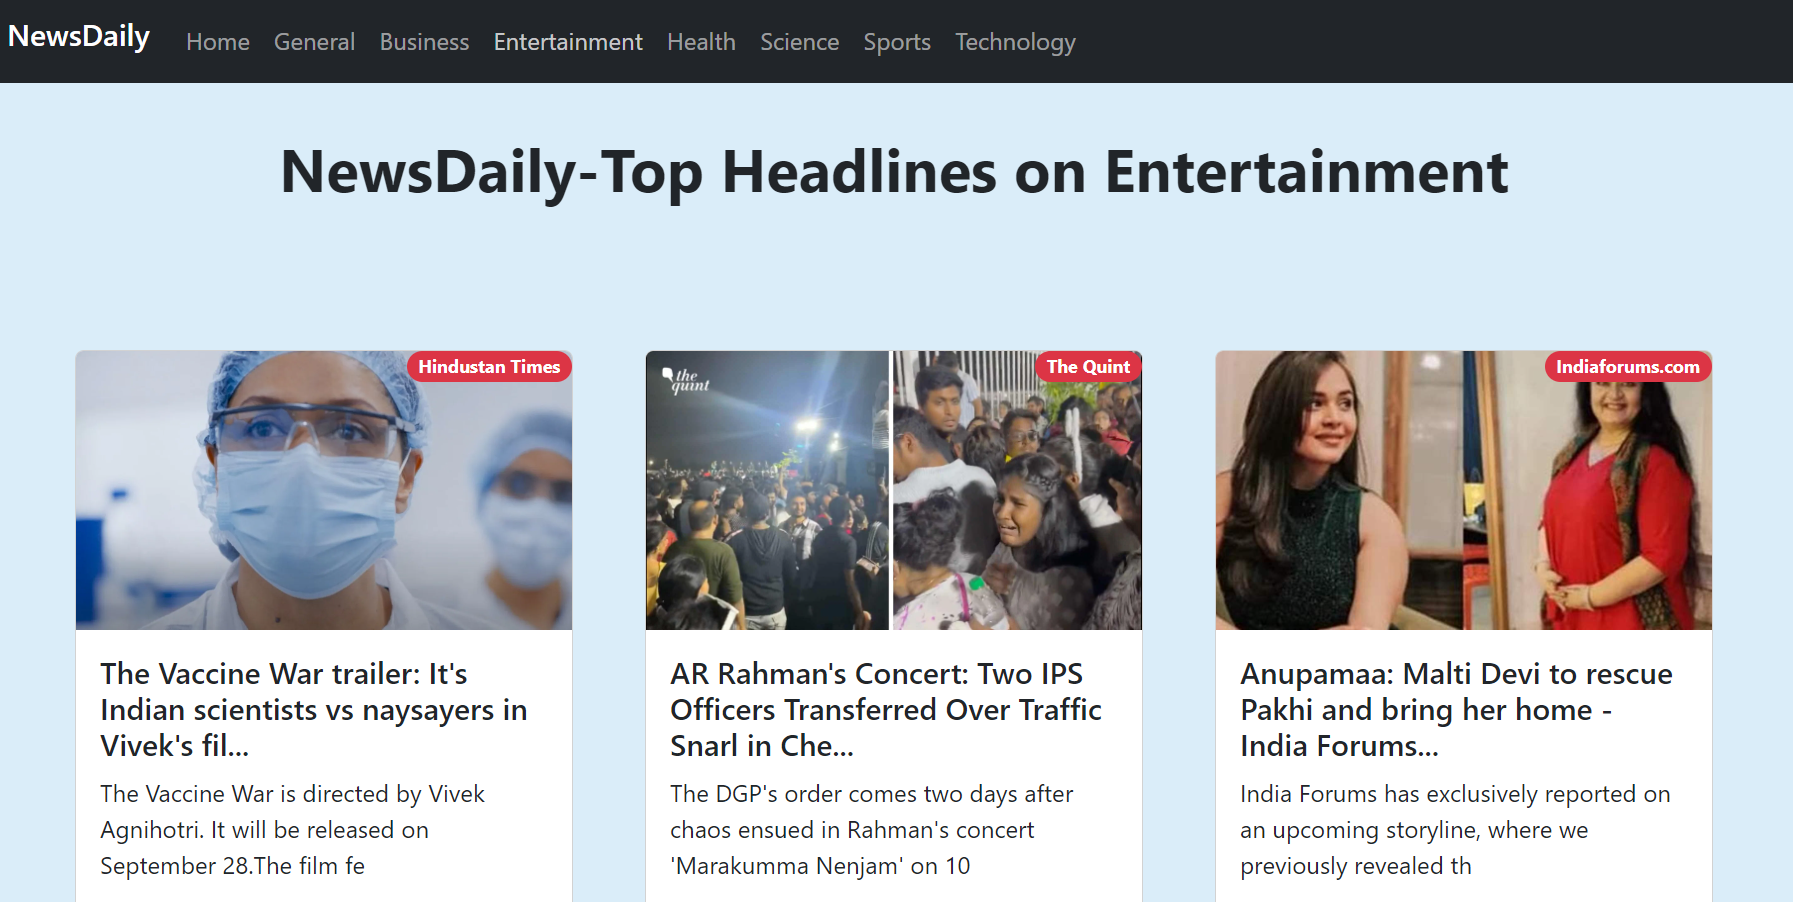 NewsDaily Home General Business Entertainment Health Science Sports Technology
NewsDaily-Top Headlines on Entertainment
Hindustan Times
The Vaccine War trailer: It's
Indian scientists vs naysayers in
Vivek's fil...
The Vaccine War is directed by Vivek
Agnihotri. It will be released on
September 28.The film fe
The Quint
the
quint
AR Rahman's Concert: Two IPS
Officers Transferred Over Traffic
Snarl in Che...
The DGP's order comes two days after
chaos ensued in Rahman's concert
'Marakumma Nenjam' on 10
Indiaforums.com
Anupamaa: Malti Devi to rescue
Pakhi and bring her home -
India Forums...
India Forums has exclusively reported on
an upcoming storyline, where we
previously revealed th